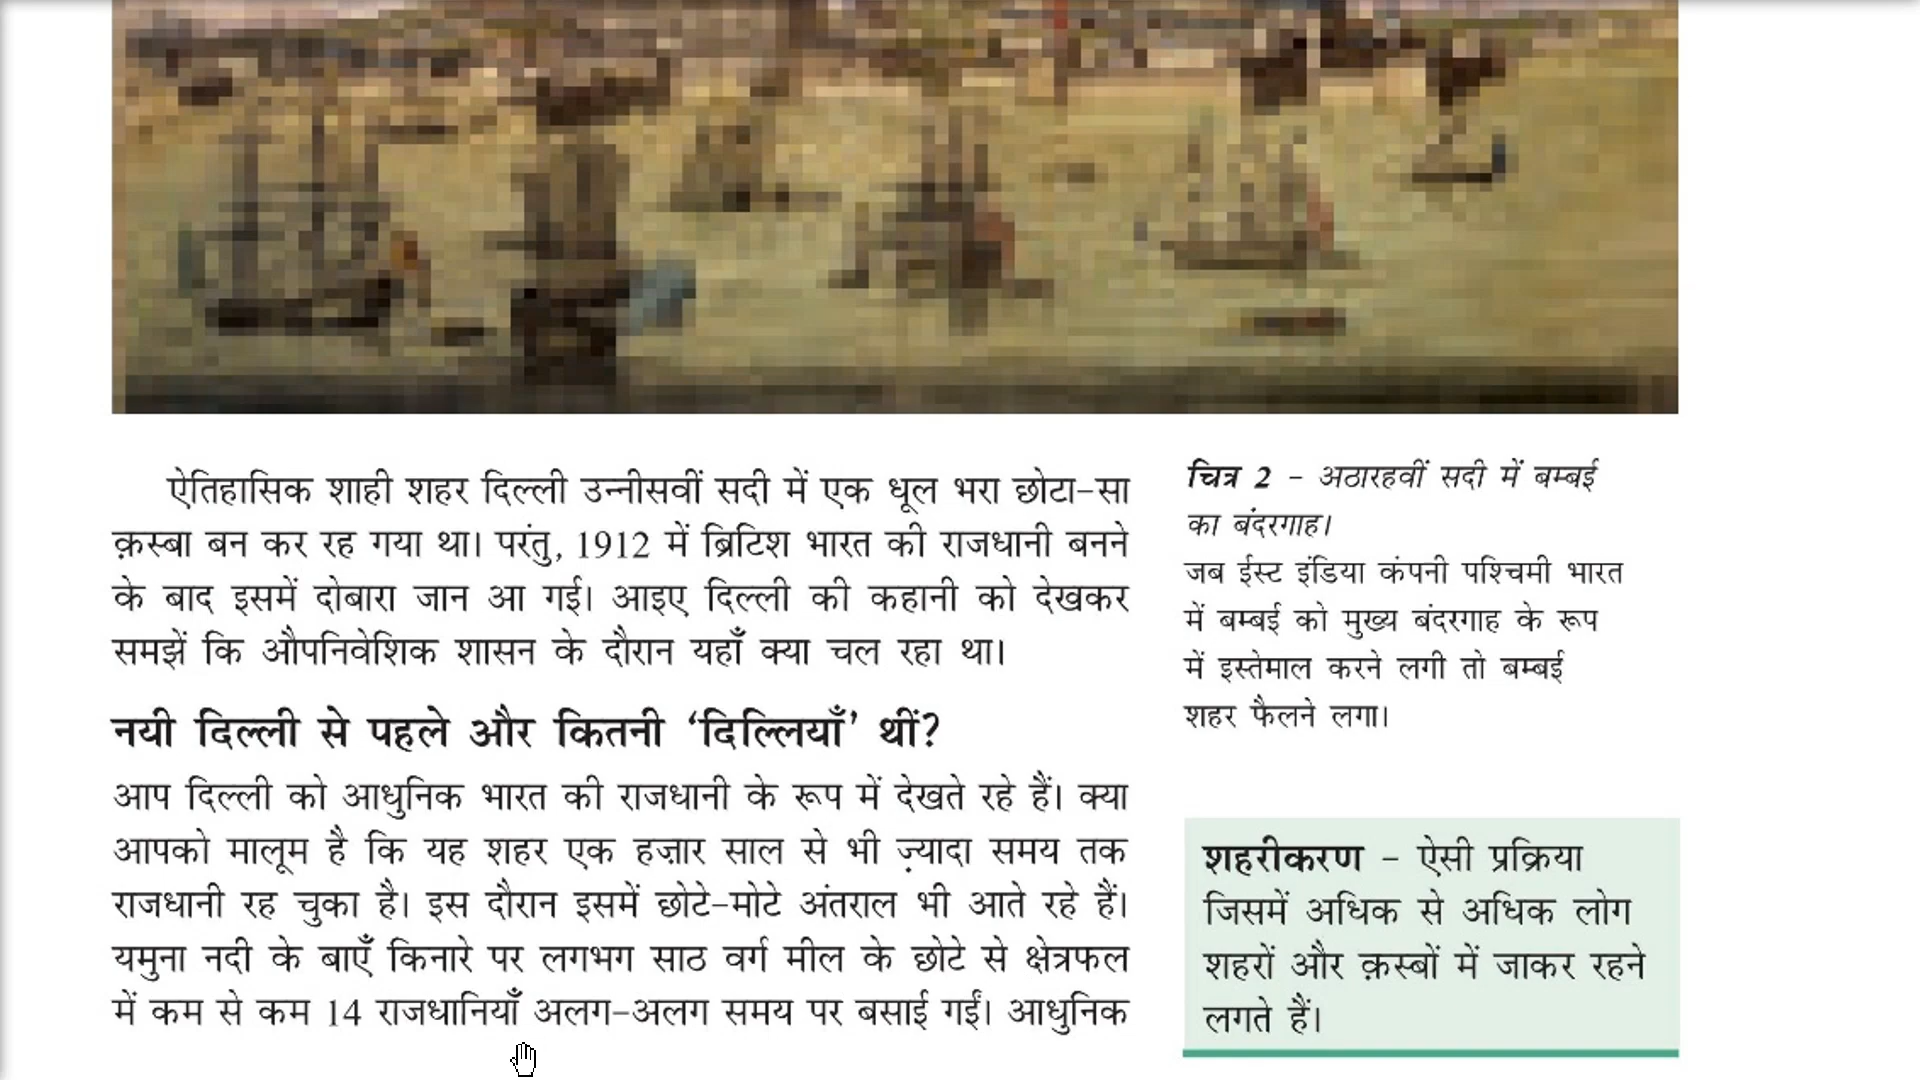 ऐतिहासिक शाही शहर दिल्ली उन्नीसवीं सदी में एक धूल भरा छोटा-सा
क़स्बा बन कर रह गया था। परंतु, 1912 में ब्रिटिश भारत की राजधानी बनने
के बाद इसमें दोबारा जान आ गई। आइए दिल्ली की कहानी को देखकर
समझें कि औपनिवेशिक शासन के दौरान यहाँ क्या चल रहा था।
नयी दिल्ली से पहले और कितनी ‘दिल्लियाँ’ थीं?
आप दिल्ली को आधुनिक भारत की राजधानी के रूप में देखते रहे हैं। क्या
आपको मालूम है कि यह शहर एक हज़ार साल से भी ज़्यादा समय तक
राजधानी रह चुका है। इस दौरान इसमें छोटे-मोटे अंतराल भी आते रहे हैं।
यमुना नदी के बाएँ किनारे पर लगभग साठ वर्ग मील के छोटे से क्षेत्रफल
में कम से कम 14 राजधानियाँ अलग-अलग समय पर बसाई गईं। आधुनिक
चित्र 2 - अठारहवीं सदी में बम्बई
का बंदरगाह।
जब ईस्ट इंडिया कंपनी पश्चिमी भारत
में बम्बई को मुख्य बंदरगाह के रूप
में इस्तेमाल करने लगी तो बम्बई
शहर फैलने लगा।
शहरीकरण - ऐसी प्रक्रिया
जिसमें अधिक से अधिक लोग
शहरों और क़स्बों में जाकर रहने
लगते हैं।